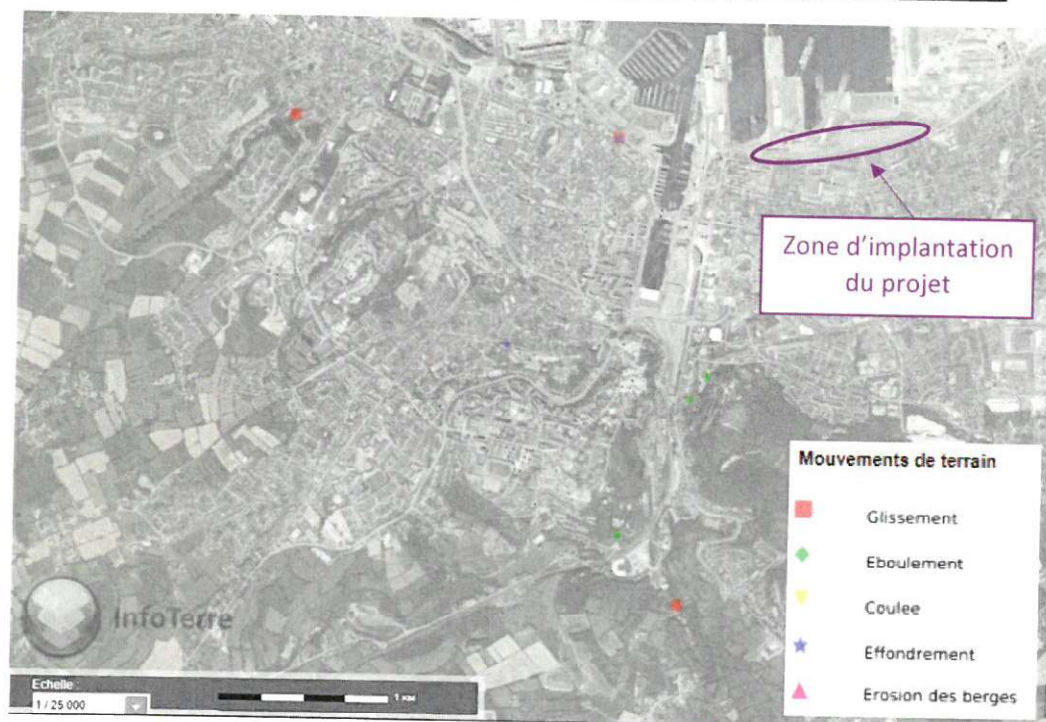 Zone d'implantation
du projet
Mouvements de terrain
Glissement
Eboulement
Coulee
Effondrement
Erosion des berges
InfoTerre
Echelle :
1 / 25 000
1 KM